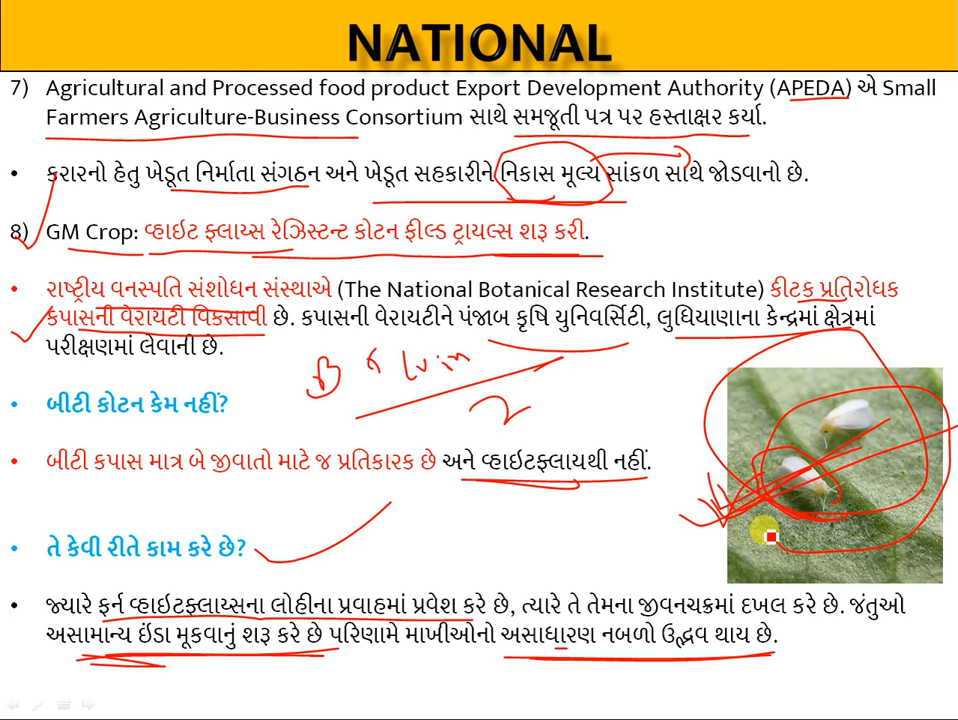 NATIONAL
7) Agricultural and Processed food product Export Development Authority (APEDA) એ Small
Farmers Agriculture-Business Consortium સાથે સમજૂતી પત્ર પર હસ્તાક્ષર કર્યા.
• કરારનો હેતુ ખેડૂત નિર્માતા સંગઠન અને ખેડૂત સહકારીને નિકાસ મૂલ્ય સાંકળ સાથે જોડવાનો છે.
8) GM Crop: વ્હાઇટ ફ્લાય્સ રેઝિસ્ટન્ટ કોટન ફીલ્ડ ટ્રાયલ્સ શરૂ કરી.
• રાષ્ટ્રીય વનસ્પતિ સંશોધન સંસ્થાએ (The National Botanical Research Institute) કીટક પ્રતિરોધક
કપાસની વેરાયટી વિકસાવી છે. કપાસની વેરાયટીને પંજાબ કૃષિ યુનિવર્સિટી, લુધિયાણાના કેન્દ્રમાં ક્ષેત્રમાં
પરીક્ષણમાં લેવાની છે.
• બીટી કોટન કેમ નહીં?
• બીટી કપાસ માત્ર બે જીવાતો માટે જ પ્રતિકારક છે અને વ્હાઇટફ્લાયથી નહીં.
• તે કેવી રીતે કામ કરે છે?
• જ્યારે ફર્ન વ્હાઇટફ્લાય્સના લોહીના પ્રવાહમાં પ્રવેશ કરે છે, ત્યારે તે તેમના જીવનચક્રમાં દખલ કરે છે. જંતુઓ
અસામાન્ય ઇંડા મૂકવાનું શરૂ કરે છે પરિણામે માખીઓનો અસાધારણ નબળો ઉદ્ભવ થાય છે.